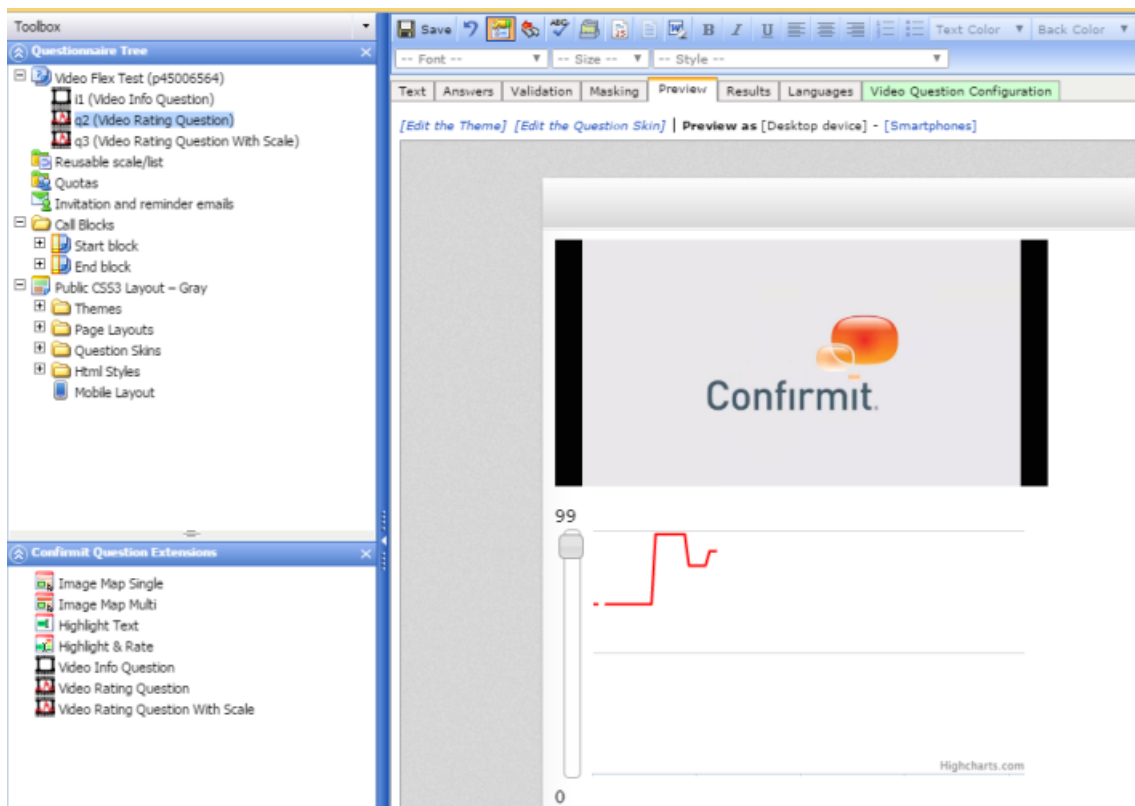 Toolbox
Questionnaire Tree
Video Flex Test (p45006564)
i1 (Video Info Question)
q2 (Video Rating Question)
q3 (Video Rating Question With Scale)
Reusable scale/list
Quotas
Invitation and reminder emails
Call Blocks
Start block
End block
Public CSS3 Layout – Gray
Themes
Page Layouts
Question Skins
Html Styles
Mobile Layout
Confirmit Question Extensions
Image Map Single
Image Map Multi
Highlight Text
Highlight & Rate
Video Info Question
Video Rating Question
Video Rating Question With Scale
Save ABC B I U Text Color Back Color
-- Font -- -- Size -- -- Style --
Text Answers Validation Masking Preview Results Languages Video Question Configuration
[Edit the Theme] [Edit the Question Skin] | Preview as [Desktop device] - [Smartphones]
Confirmit.
99
Highcharts.com
0